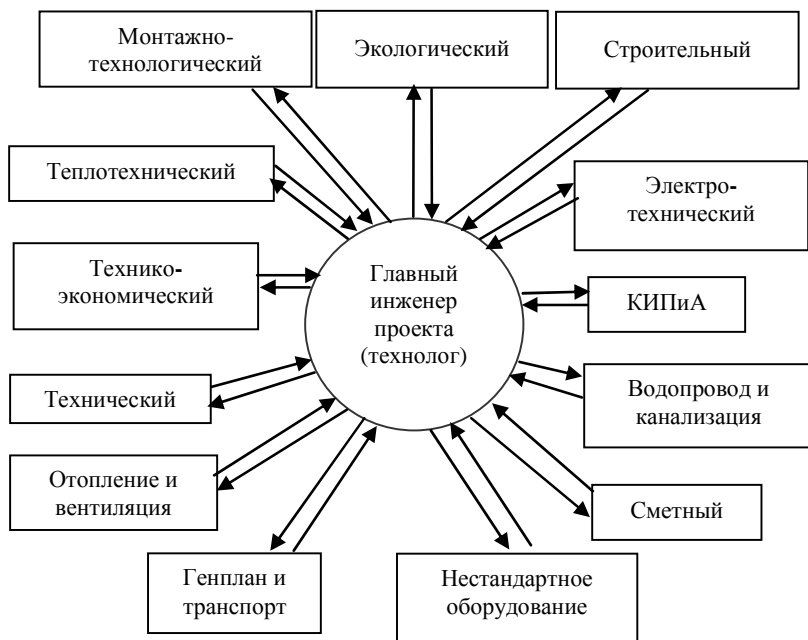 Монтажно-
технологический
Экологический
Строительный
Теплотехнический
Электро-
технический
Технико-
экономический
Главный
инженер
проекта
(технолог)
КИПиА
Технический
Водопровод и
канализация
Отопление и
вентиляция
Сметный
Генплан и
транспорт
Нестандартное
оборудование